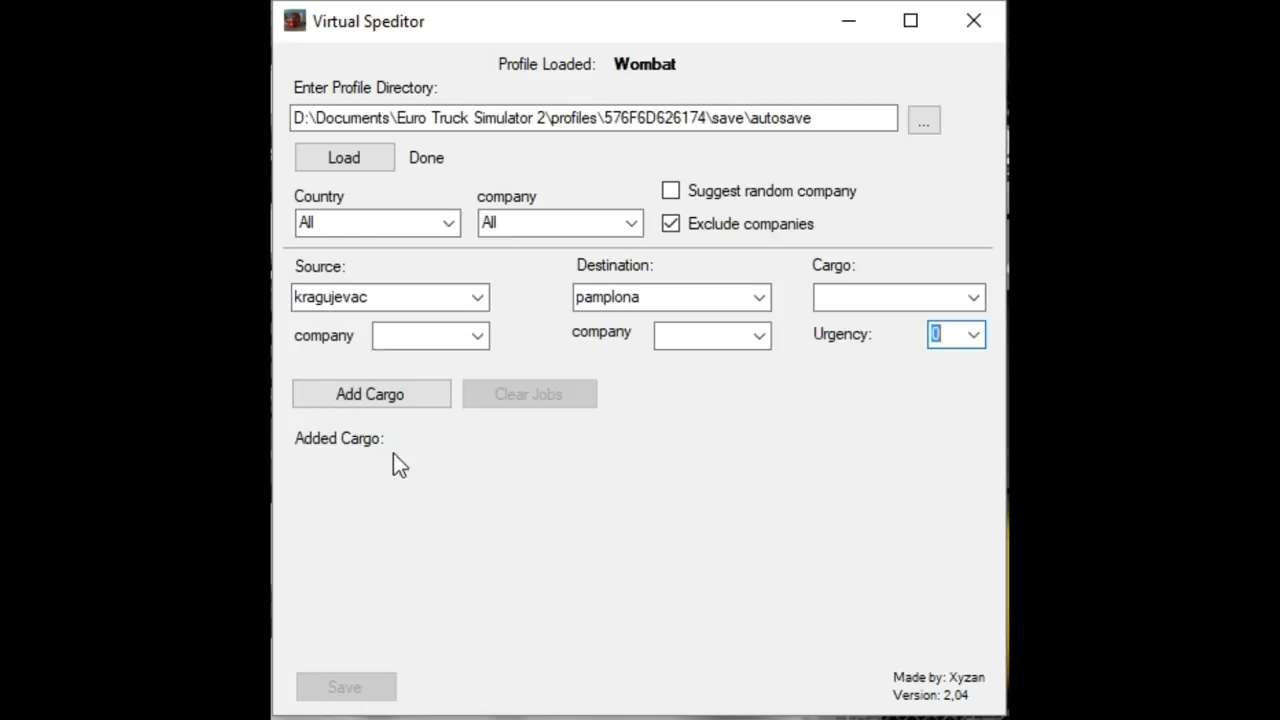 Virtual Speditor
Profile Loaded: Wombat
Enter Profile Directory:
D:\Documents\Euro Truck Simulator 2\profiles\576F6D626174\save\autosave
...
Load Done
Country company Suggest random company
All All Exclude companies
Source: Destination: Cargo:
kragujevac pamplona
company company Urgency: 0
Add Cargo Clear Jobs
Added Cargo:
Save
Made by: Xyzan
Version: 2,04